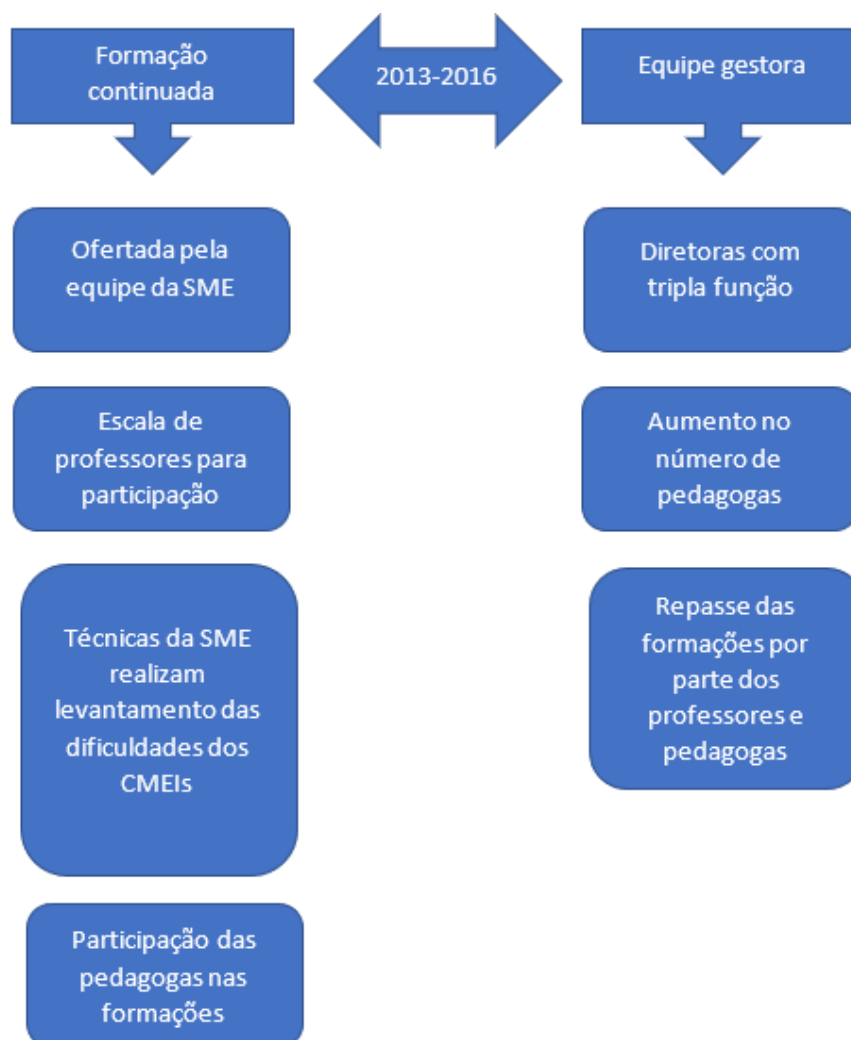 Formação
continuada
2013-2016
Equipe gestora
Ofertada pela
equipe da SME
Escala de
professores para
participação
Técnicas da SME
realizam
levantamento das
dificuldades dos
CMEIs
Participação das
pedagogas nas
formações
Diretoras com
tripla função
Aumento no
número de
pedagogas
Repasse das
formações por
parte dos
professores e
pedagogas